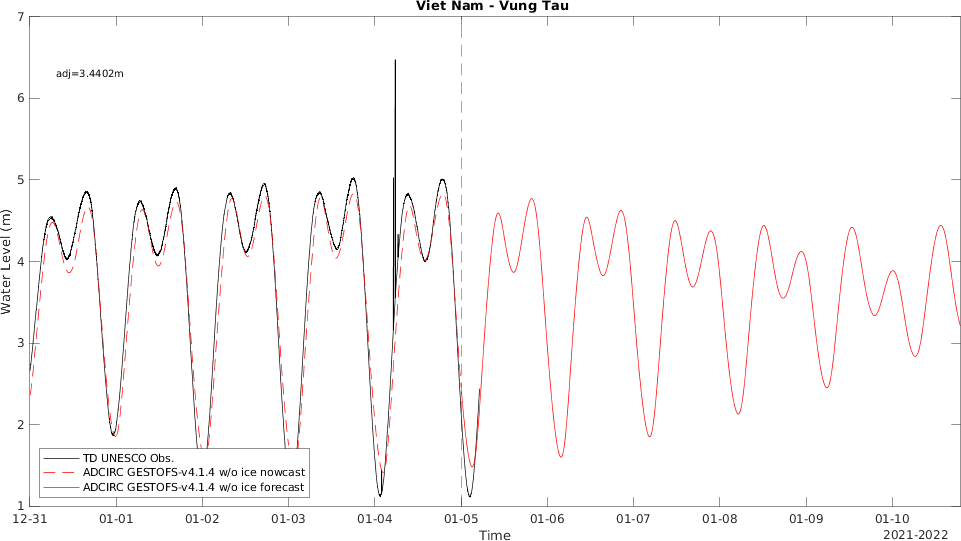 Viet Nam - Vung Tau
7
adj=3.4402m
6
5
4
3
2
1
Water Level (m)
TD UNESCO Obs.
ADCIRC GESTOFS-v4.1.4 w/o ice nowcast
ADCIRC GESTOFS-v4.1.4 w/o ice forecast
12-31 01-01 01-02 01-03 01-04 01-05 01-06 01-07 01-08 01-09 01-10
Time
2021-2022